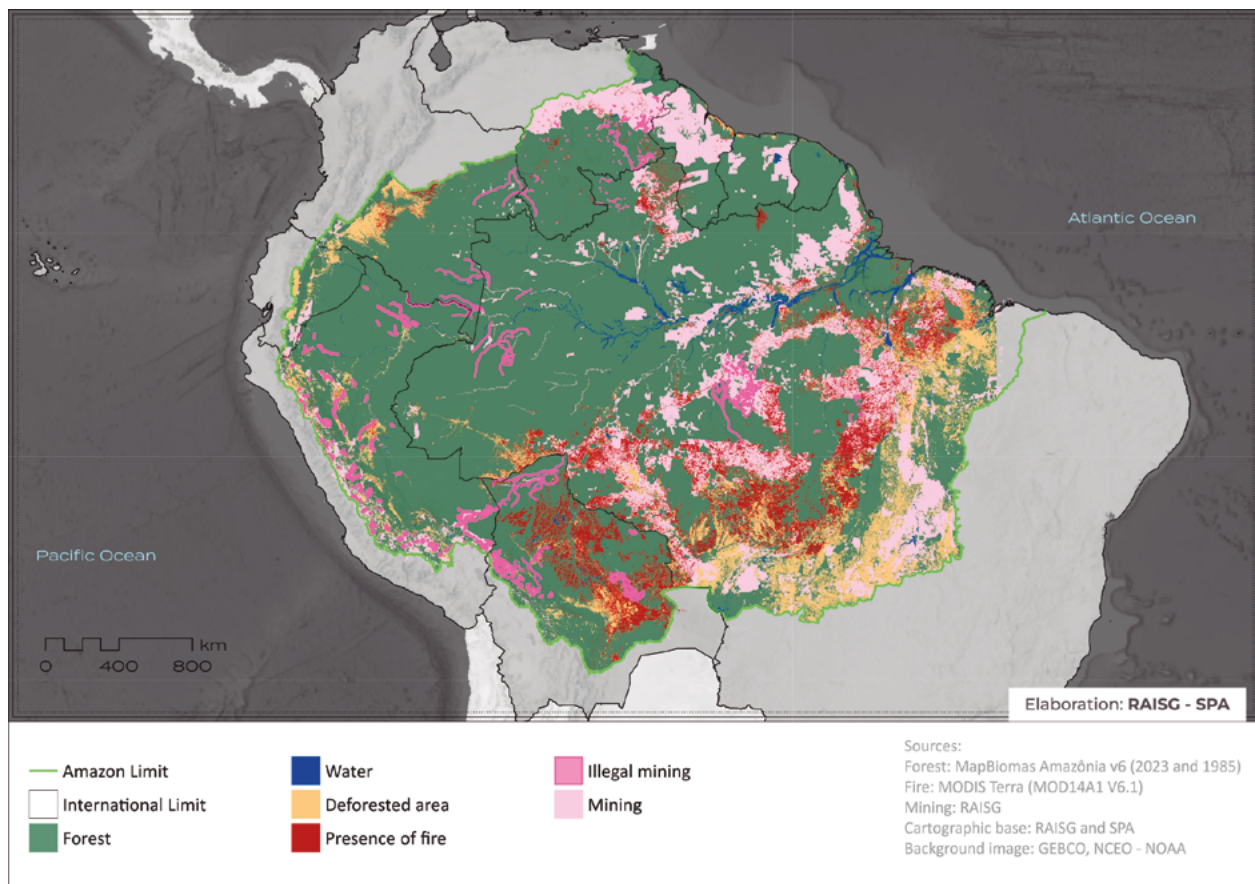 Atlantic Ocean
Pacific Ocean
km
0 400 800
Elaboration: RAISG - SPA
Amazon Limit
International Limit
Forest
Water
Deforested area
Presence of fire
Illegal mining
Mining
Sources:
Forest: MapBiomas Amazônia v6 (2023 and 1985)
Fire: MODIS Terra (MOD14A1 V6.1)
Mining: RAISG
Cartographic base: RAISG and SPA
Background image: GEBCO, NCEO - NOAA